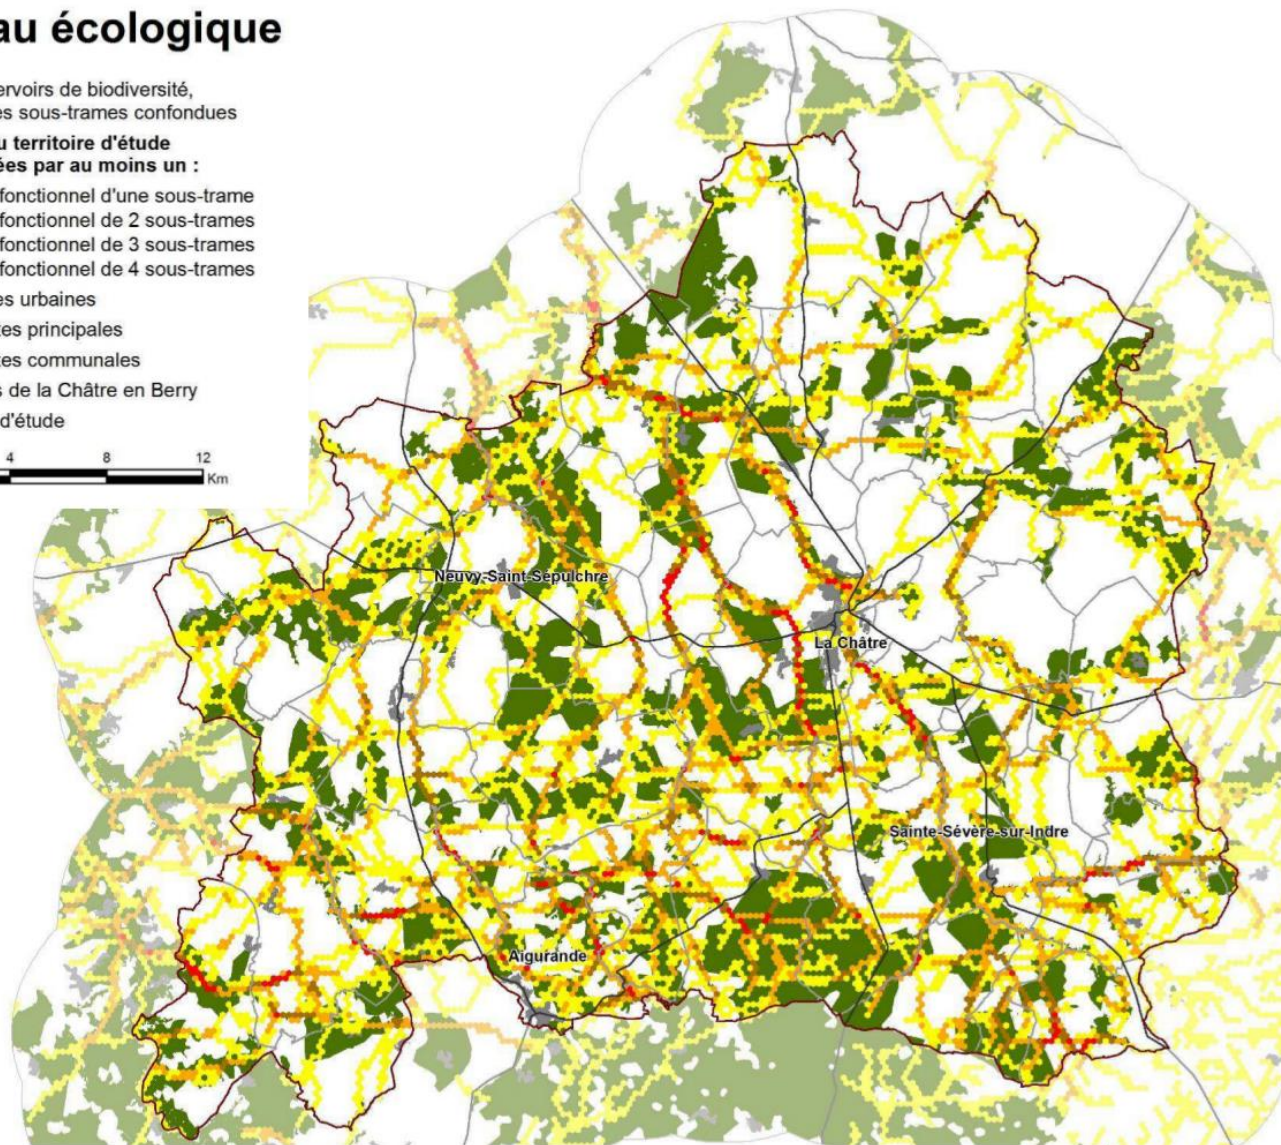 au écologique
ervoirs de biodiversité,
es sous-trames confondues
u territoire d'étude
ées par au moins un :
fonctionnel d'une sous-trame
fonctionnel de 2 sous-trames
fonctionnel de 3 sous-trames
fonctionnel de 4 sous-trames
es urbaines
tes principales
tes communales
s de la Châtre en Berry
d'étude
4 8 12
Km
Neuvy-Saint-Sépulchre
La Châtre
Sainte-Sévère-sur-Indre
Aigurande